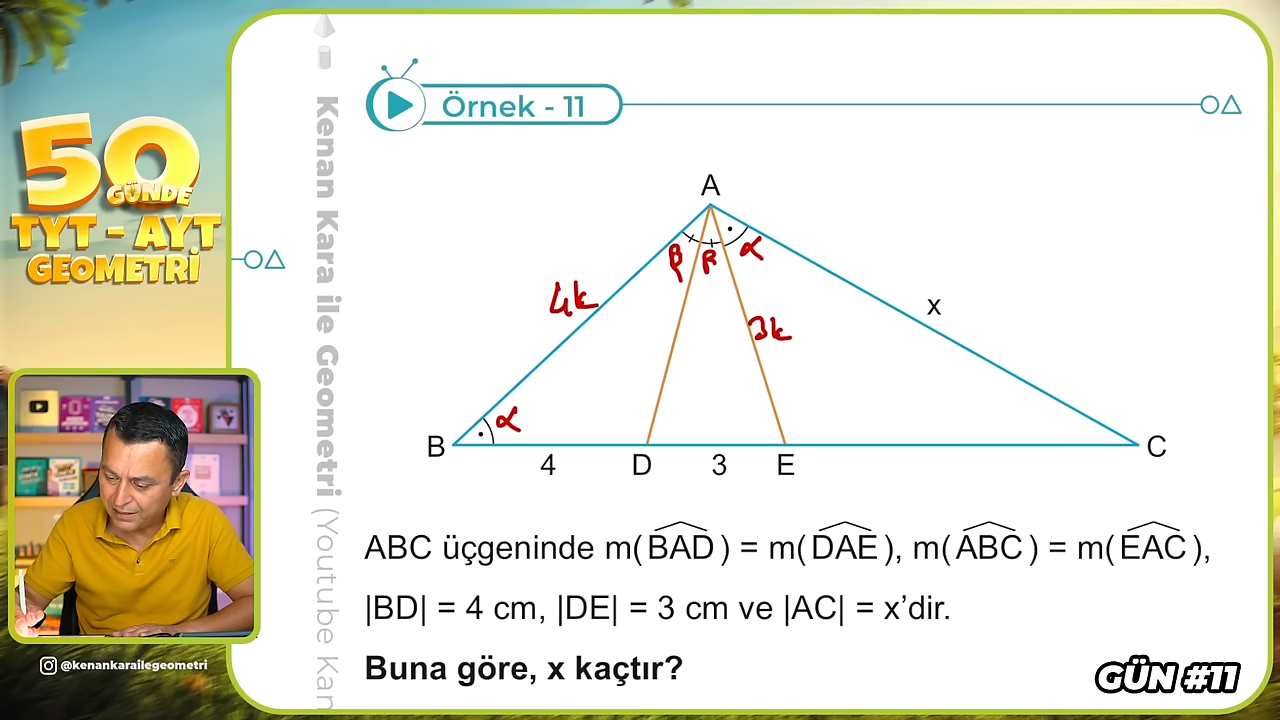 50
GÜNDE
TYT - AYT
GEOMETRİ
Kenan Kara ile Geometri (Youtube Kan
Örnek - 11
A
β β α
4k
x
3k
B
α
C
4 D 3 E
ABC üçgeninde m(BAD) = m(DAE), m(ABC) = m(EAC),
|BD| = 4 cm, |DE| = 3 cm ve |AC| = x’dir.
Buna göre, x kaçtır?
@kenankarailegeometri
GÜN #11